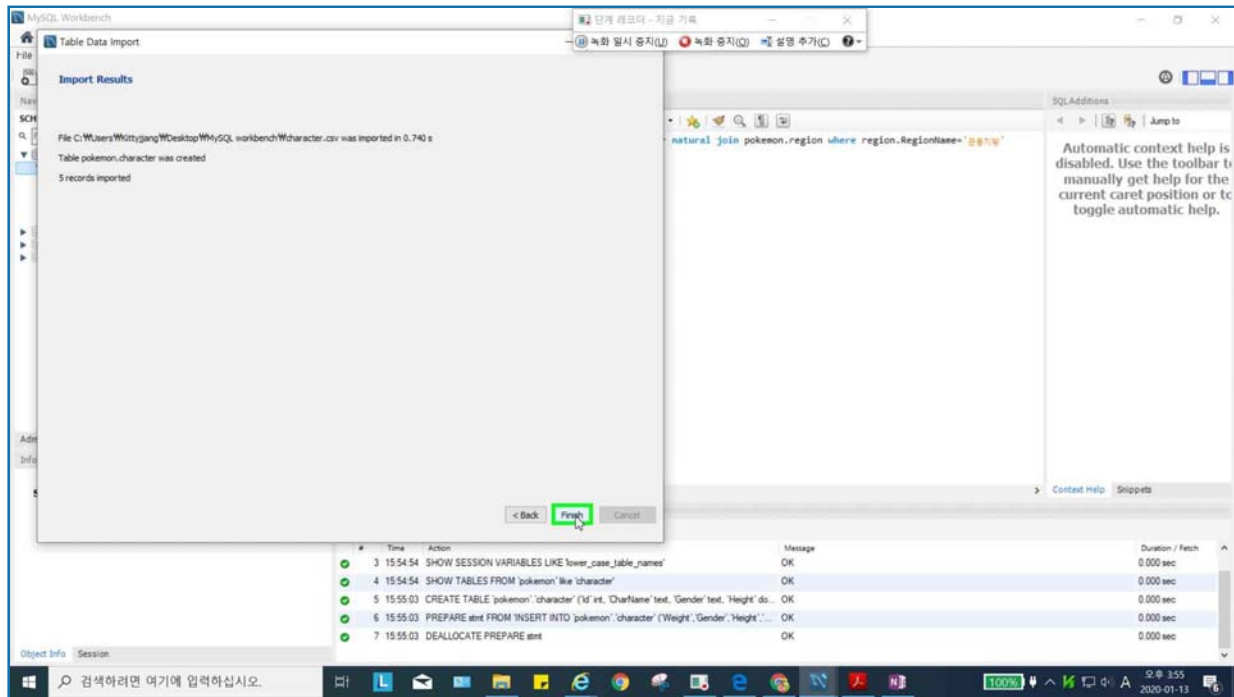 MySQL Workbench
단계 레코더 - 지금 기록
Table Data Import
녹화 일시 중지(U) 녹화 중지(O) 설명 추가(C)
File
Import Results
SQLAdditions
SCH
Jump to
File C:₩Users₩Kittyjjang₩Desktop₩MySQL workbench₩character.csv was imported in 0.740 s
Table pokemon.character was created
5 records imported
natural join pokemon.region where region.RegionName='관동지방'
Automatic context help is
disabled. Use the toolbar to
manually get help for the
current caret position or to
toggle automatic help.
Adm
Info
Context Help Snippets
< Back Finish Cancel
# Time Action Message Duration / Fetch
3 15:54:54 SHOW SESSION VARIABLES LIKE 'lower_case_table_names' OK 0.000 sec
4 15:54:54 SHOW TABLES FROM `pokemon` like 'character' OK 0.000 sec
5 15:55:03 CREATE TABLE `pokemon`.`character` (`Id` int, `CharName` text, `Gender` text, `Height` do... OK 0.000 sec
6 15:55:03 PREPARE stmt FROM 'INSERT INTO `pokemon`.`character` (`Weight`,`Gender`,`Height`,`... OK 0.000 sec
7 15:55:03 DEALLOCATE PREPARE stmt OK 0.000 sec
Object Info Session
검색하려면 여기에 입력하십시오.
100% A 오후 3:55
2020-01-13